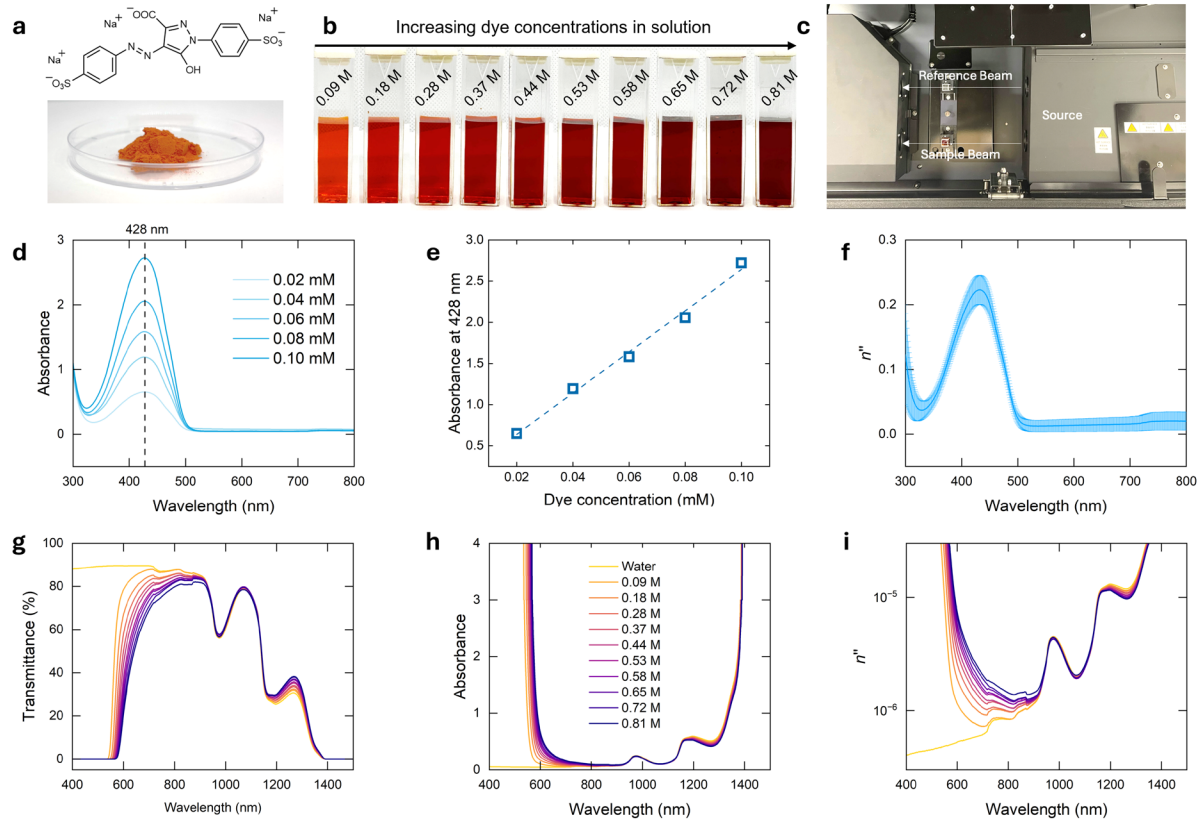 a
Na⁺
⁻OOC
Na⁺
Na⁺
N
N
N
N
SO₃⁻
OH
⁻O₃S
b
Increasing dye concentrations in solution
0.09 M
0.18 M
0.28 M
0.37 M
0.44 M
0.53 M
0.58 M
0.65 M
0.72 M
0.81 M
c
Reference Beam
Source
Sample Beam
d
428 nm
3
2
1
0
Absorbance
0.02 mM
0.04 mM
0.06 mM
0.08 mM
0.10 mM
300 400 500 600 700 800
Wavelength (nm)
e
3.0
2.5
2.0
1.5
1.0
0.5
Absorbance at 428 nm
0.02 0.04 0.06 0.08 0.10
Dye concentration (mM)
f
0.3
0.2
0.1
0.0
n"
300 400 500 600 700 800
Wavelength (nm)
g
100
80
60
40
20
0
Transmittance (%)
400 600 800 1000 1200 1400
Wavelength (nm)
h
4
3
2
1
0
Absorbance
Water
0.09 M
0.18 M
0.28 M
0.37 M
0.44 M
0.53 M
0.58 M
0.65 M
0.72 M
0.81 M
400 600 800 1000 1200 1400
Wavelength (nm)
i
10⁻⁵
10⁻⁶
n"
400 600 800 1000 1200 1400
Wavelength (nm)